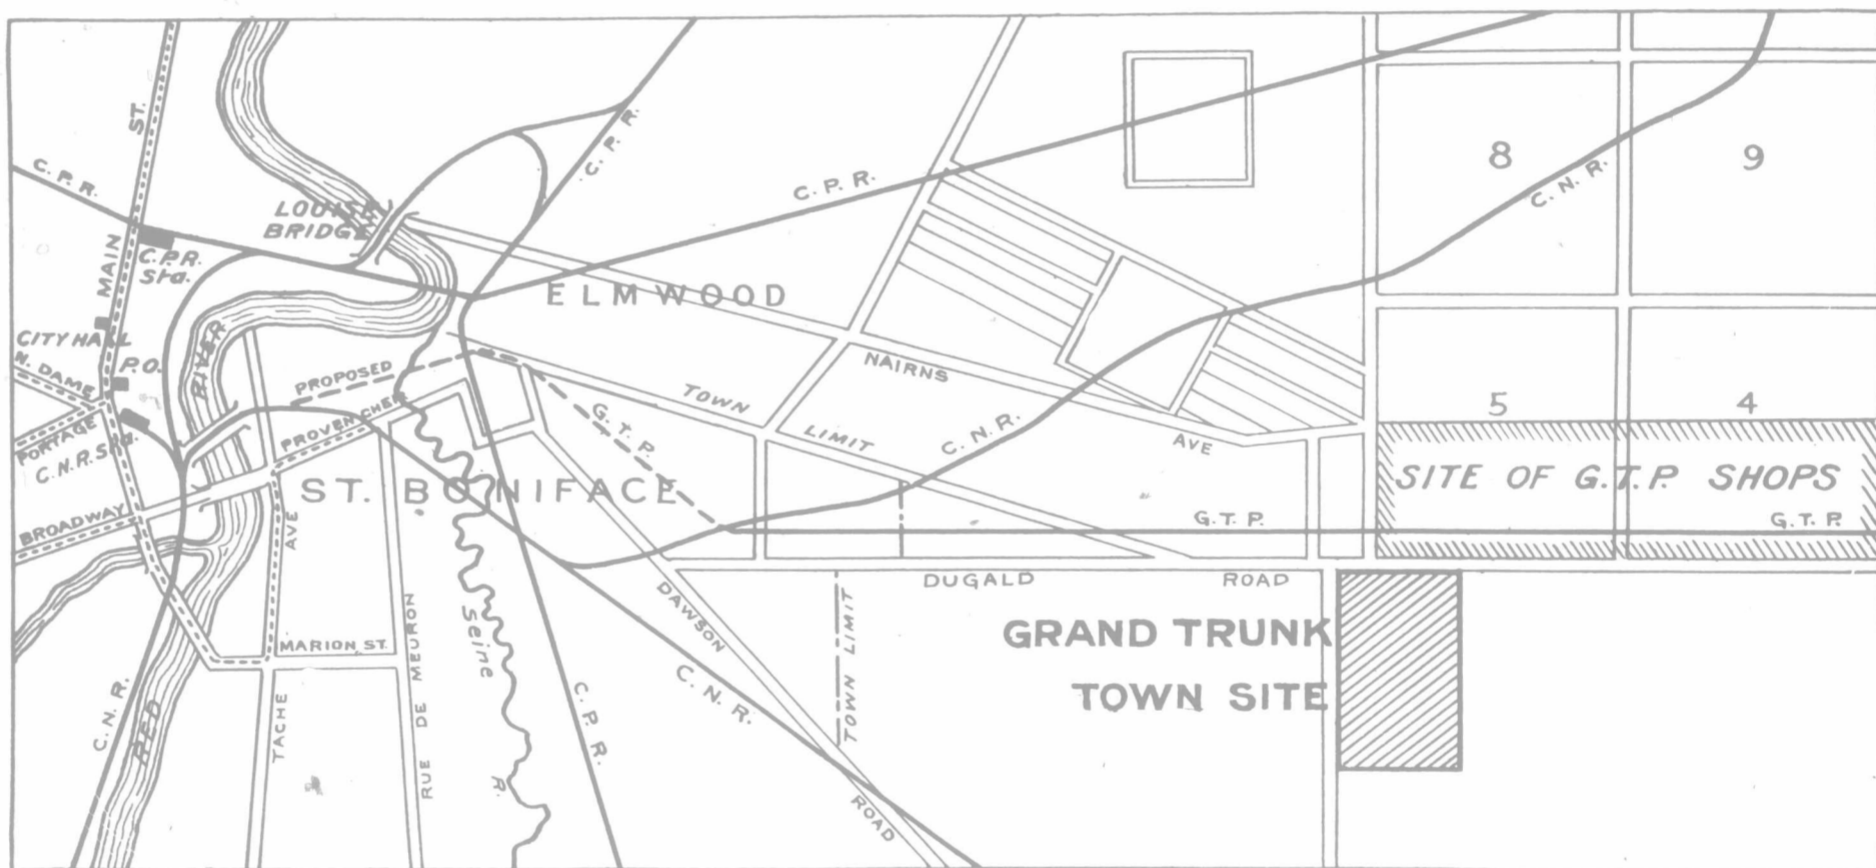 ST.
MAIN
C. P. R.
LOUISE
BRIDGE
C.P.R.
Sta.
CITY HALL
P.O.
N. DAME
PORTAGE
C.N.R. Sta.
BROADWAY
RIVER
RED
C. N. R.
C. P. R.
C. P. R.
ELMWOOD
PROPOSED
G. T. P.
PROVENCHER
AVE
ST. BONIFACE
TOWN
LIMIT
NAIRNS
AVE
C. N. R.
C. N. R.
8
9
5
4
SITE OF G.T.P. SHOPS
G. T. P.
G. T. P.
DUGALD ROAD
MARION ST.
TACHE
RUE DE MEURON
Seine
R.
C. P. R.
DAWSON
ROAD
C. N. R.
TOWN LIMIT
GRAND TRUNK
TOWN SITE